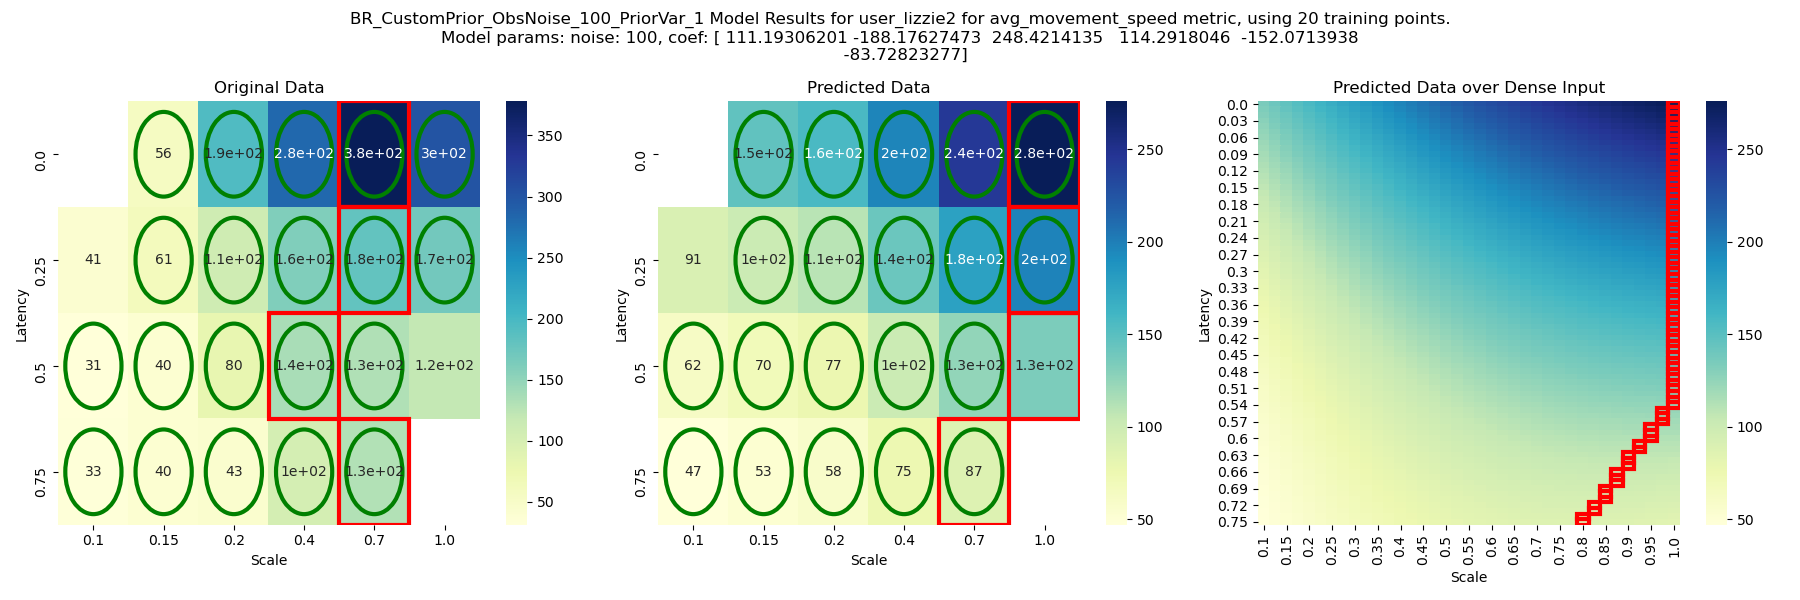 BR_CustomPrior_ObsNoise_100_PriorVar_1 Model Results for user_lizzie2 for avg_movement_speed metric, using 20 training points.
Model params: noise: 100, coef: [ 111.19306201 -188.17627473  248.4214135   114.2918046  -152.0713938
-83.72823277]
Original Data
0.0
56 1.9e+02 2.8e+02 3.8e+02 3e+02
0.25
41 61 1.1e+02 1.6e+02 1.8e+02 1.7e+02
0.5
31 40 80 1.4e+02 1.3e+02 1.2e+02
0.75
33 40 43 1e+02 1.3e+02
Latency
0.1 0.15 0.2 0.4 0.7 1.0
Scale
350
300
250
200
150
100
50
Predicted Data
0.0
1.5e+02 1.6e+02 2e+02 2.4e+02 2.8e+02
0.25
91 1e+02 1.1e+02 1.4e+02 1.8e+02 2e+02
0.5
62 70 77 1e+02 1.3e+02 1.3e+02
0.75
47 53 58 75 87
Latency
0.1 0.15 0.2 0.4 0.7 1.0
Scale
250
200
150
100
50
Predicted Data over Dense Input
0.0
0.03
0.06
0.09
0.12
0.15
0.18
0.21
0.24
0.27
0.3
0.33
0.36
0.39
0.42
0.45
0.48
0.51
0.54
0.57
0.6
0.63
0.66
0.69
0.72
0.75
Latency
0.1 0.15 0.2 0.25 0.3 0.35 0.4 0.45 0.5 0.55 0.6 0.65 0.7 0.75 0.8 0.85 0.9 0.95 1.0
Scale
250
200
150
100
50